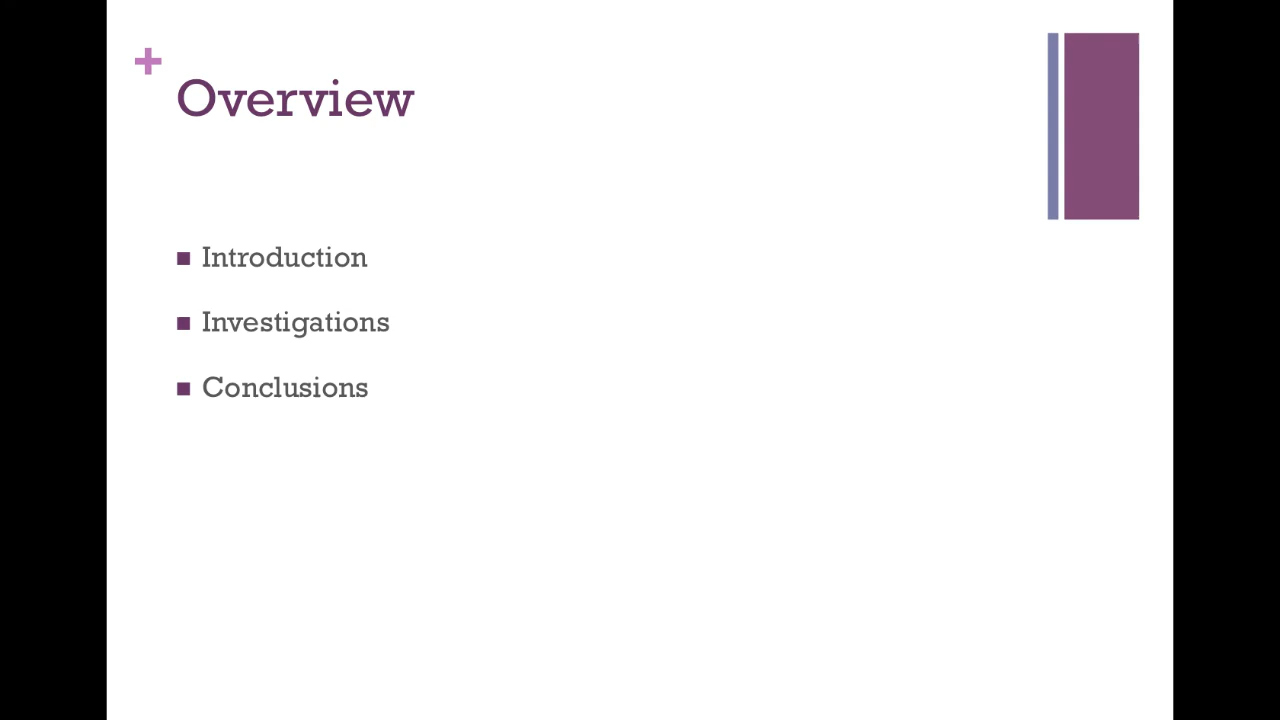 +
Overview
■ Introduction
■ Investigations
■ Conclusions